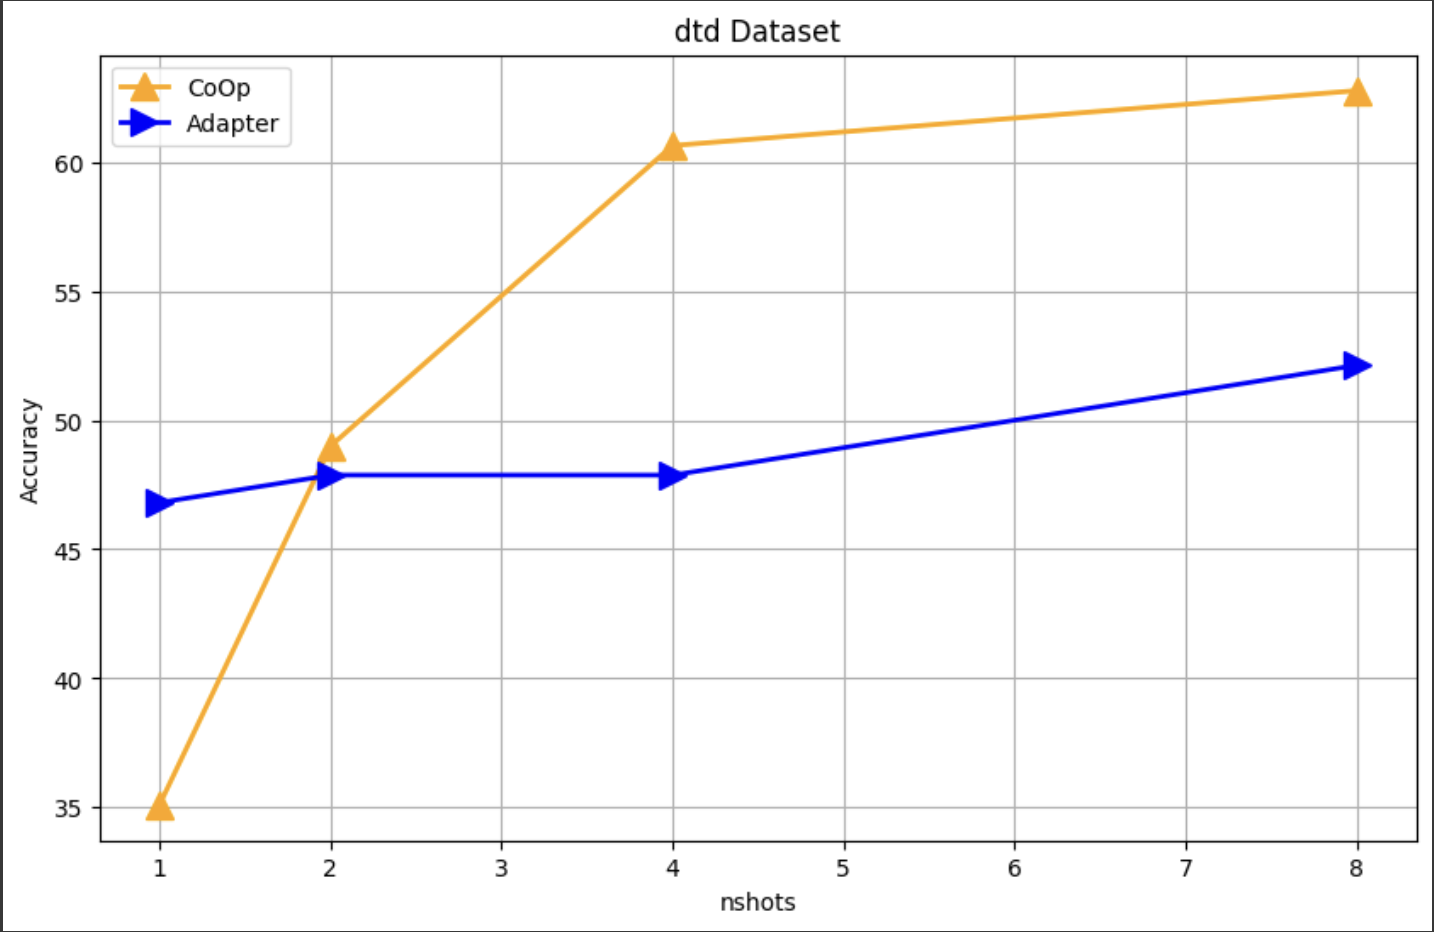 dtd Dataset
CoOp
Adapter
60
55
50
45
40
35
Accuracy
1 2 3 4 5 6 7 8
nshots